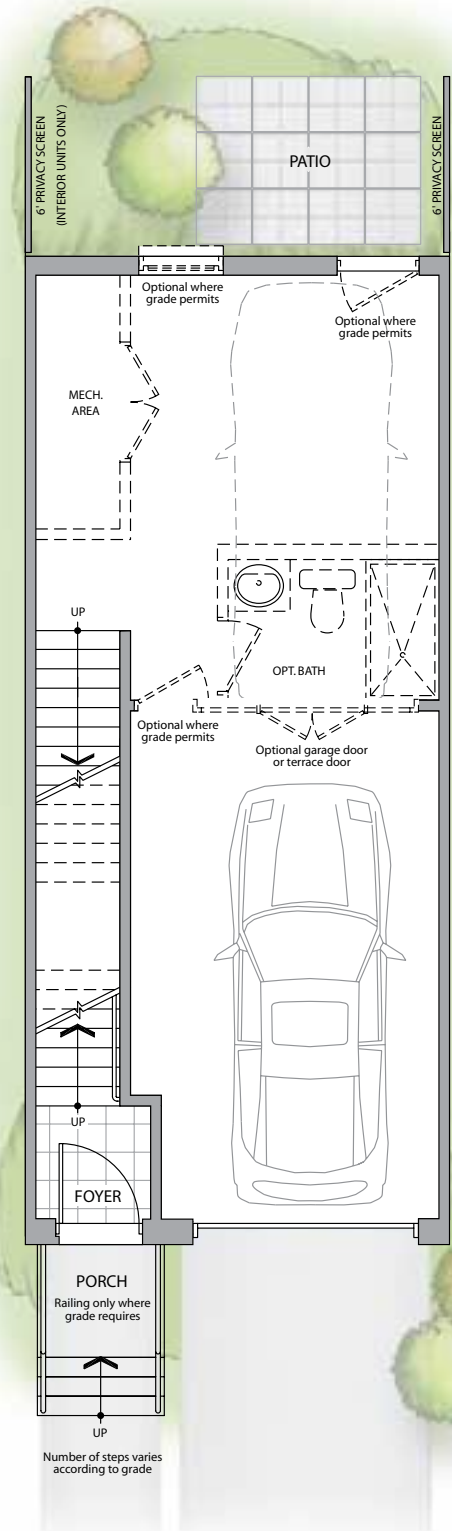 6' PRIVACY SCREEN
(INTERIOR UNITS ONLY)
PATIO
6' PRIVACY SCREEN
Optional where
grade permits
Optional where
grade permits
MECH.
AREA
UP
OPT. BATH
Optional where
grade permits
Optional garage door
or terrace door
UP
FOYER
PORCH
Railing only where
grade requires
UP
Number of steps varies
according to grade